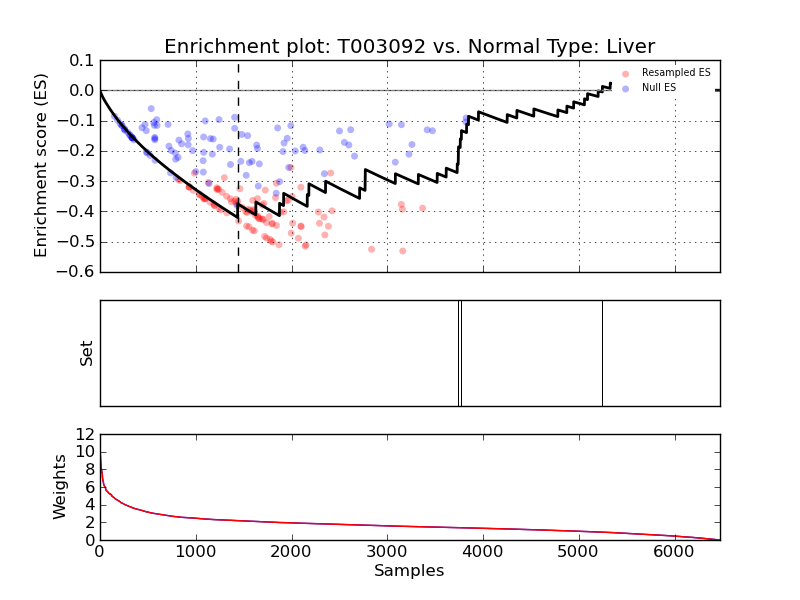 Enrichment plot: T003092 vs. Normal Type: Liver
Enrichment score (ES)
0.1
0.0
−0.1
−0.2
−0.3
−0.4
−0.5
−0.6
Resampled ES
Null ES
Set
Weights
12
10
8
6
4
2
0
0 1000 2000 3000 4000 5000 6000
Samples